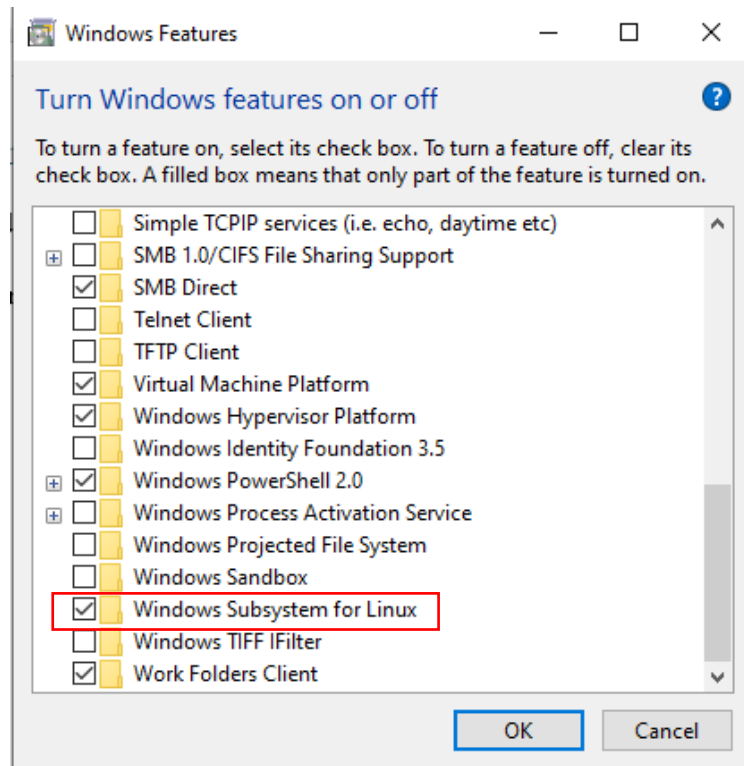 Windows Features
Turn Windows features on or off
To turn a feature on, select its check box. To turn a feature off, clear its
check box. A filled box means that only part of the feature is turned on.
Simple TCPIP services (i.e. echo, daytime etc)
SMB 1.0/CIFS File Sharing Support
SMB Direct
Telnet Client
TFTP Client
Virtual Machine Platform
Windows Hypervisor Platform
Windows Identity Foundation 3.5
Windows PowerShell 2.0
Windows Process Activation Service
Windows Projected File System
Windows Sandbox
Windows Subsystem for Linux
Windows TIFF IFilter
Work Folders Client
OK Cancel